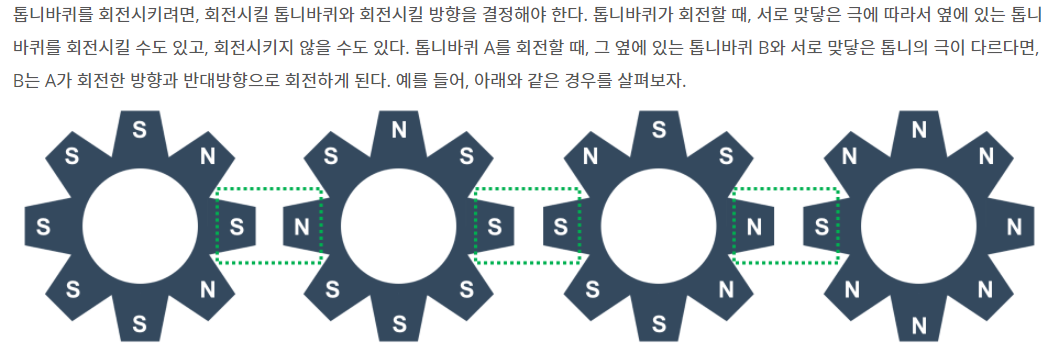 톱니바퀴를 회전시키려면, 회전시킬 톱니바퀴와 회전시킬 방향을 결정해야 한다. 톱니바퀴가 회전할 때, 서로 맞닿은 극에 따라서 옆에 있는 톱니
바퀴를 회전시킬 수도 있고, 회전시키지 않을 수도 있다. 톱니바퀴 A를 회전할 때, 그 옆에 있는 톱니바퀴 B와 서로 맞닿은 톱니의 극이 다르다면,
B는 A가 회전한 방향과 반대방향으로 회전하게 된다. 예를 들어, 아래와 같은 경우를 살펴보자.
S N S N
S N S S N S N N
S S N S S N S N
S N S S S N N N
S S S N